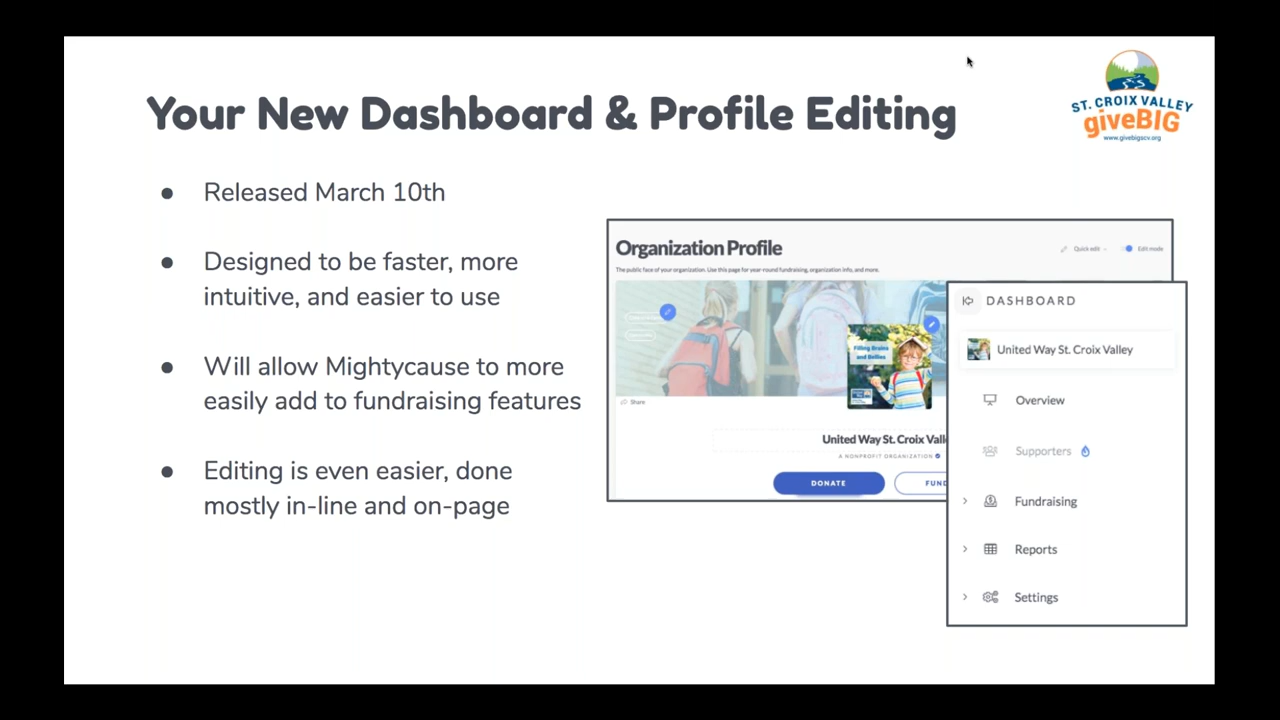 Your New Dashboard & Profile Editing
ST. CROIX VALLEY
giveBIG
www.givebigscv.org
● Released March 10th
● Designed to be faster, more
intuitive, and easier to use
● Will allow Mightycause to more
easily add to fundraising features
● Editing is even easier, done
mostly in-line and on-page
Organization Profile
Quick edit
Edit mode
The public face of your organization. Use this page for year-round fundraising, organization info, and more.
Filling Brains
and Bellies
Share:
United Way St. Croix Vall
A NONPROFIT ORGANIZATION
DONATE
FUND
DASHBOARD
United Way St. Croix Valley
Overview
Supporters
Fundraising
Reports
Settings